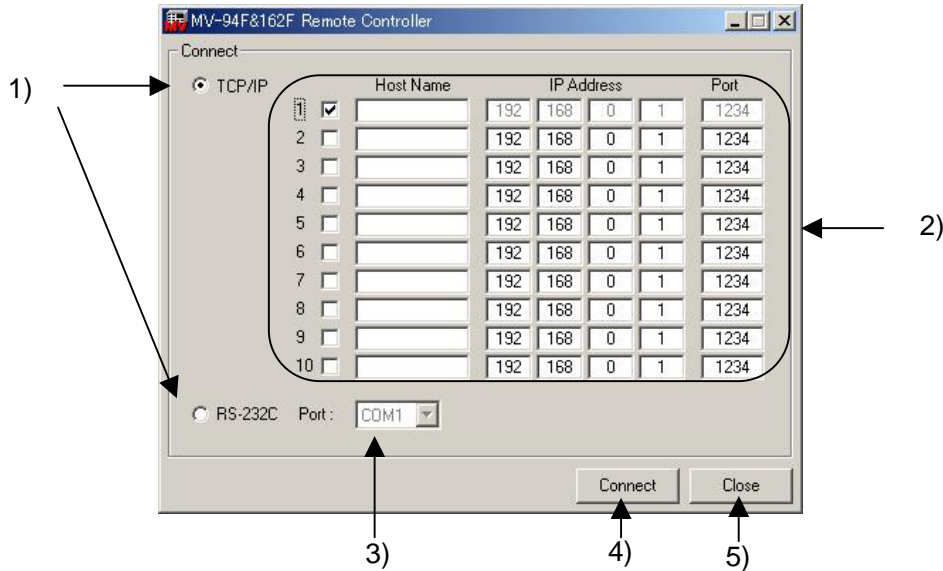 MV-94F&162F Remote Controller
Connect
1)
TCP/IP Host Name IP Address Port
1 192 168 0 1 1234
2 192 168 0 1 1234
3 192 168 0 1 1234
4 192 168 0 1 1234
5 192 168 0 1 1234
2)
6 192 168 0 1 1234
7 192 168 0 1 1234
8 192 168 0 1 1234
9 192 168 0 1 1234
10 192 168 0 1 1234
RS-232C Port : COM1
Connect Close
3) 4) 5)